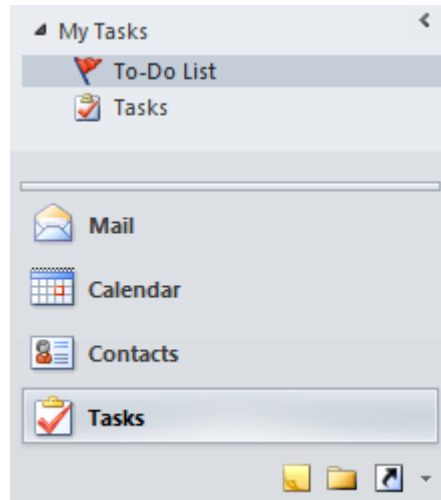 My Tasks
To-Do List
Tasks
Mail
Calendar
Contacts
Tasks